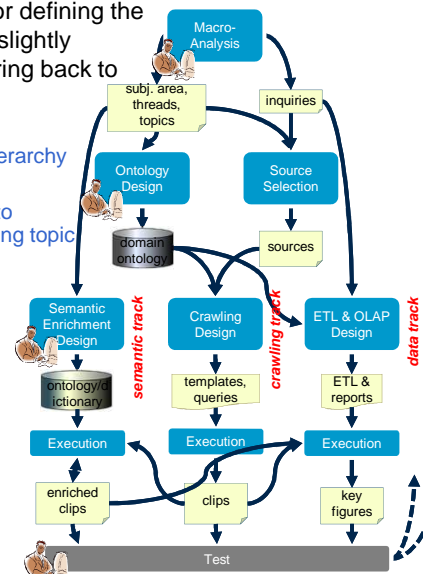 or defining the
slightly
ring back to
erarchy
to
ng topic
Macro-
Analysis
subj. area,
threads,
topics
inquiries
Ontology
Design
Source
Selection
domain
ontology
sources
Semantic
Enrichment
Design
semantic track
Crawling
Design
crawling track
ETL & OLAP
Design
data track
ontology/d
ictionary
templates,
queries
ETL &
reports
Execution
Execution
Execution
enriched
clips
clips
key
figures
Test